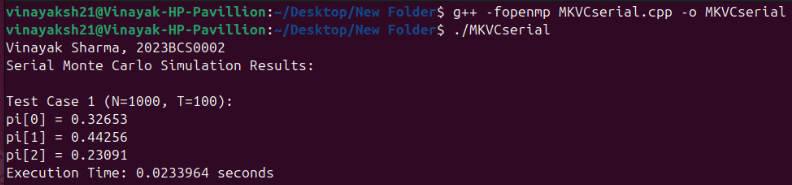 vinayaksh21@Vinayak-HP-Pavillion:~/Desktop/New Folder$ g++ -fopenmp MKVCserial.cpp -o MKVCserial
vinayaksh21@Vinayak-HP-Pavillion:~/Desktop/New Folder$ ./MKVCserial
Vinayak Sharma, 2023BCS0002
Serial Monte Carlo Simulation Results:

Test Case 1 (N=1000, T=100):
pi[0] = 0.32653
pi[1] = 0.44256
pi[2] = 0.23091
Execution Time: 0.0233964 seconds